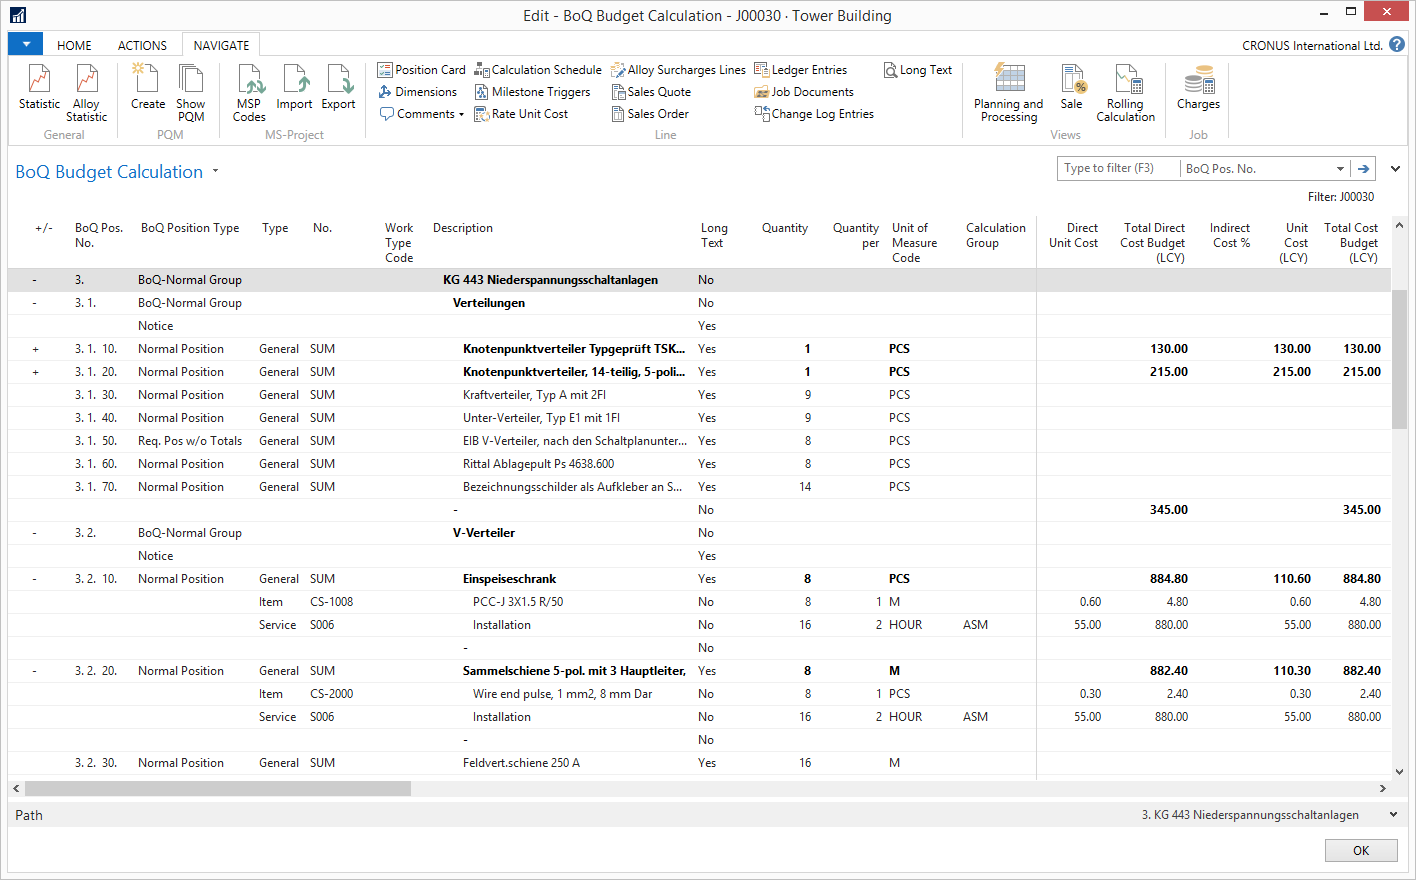 Edit - BoQ Budget Calculation - J00030 · Tower Building
HOME ACTIONS NAVIGATE CRONUS International Ltd. ?
Statistic
Alloy Statistic
General
Create
Show PQM
PQM
MSP Codes
Import
Export
MS-Project
Position Card Calculation Schedule Alloy Surcharges Lines Ledger Entries Long Text
Dimensions Milestone Triggers Sales Quote Job Documents
Comments Rate Unit Cost Sales Order Change Log Entries
Line
Planning and Processing
Sale
Rolling Calculation
Views
Charges
Job
BoQ Budget Calculation
Type to filter (F3) BoQ Pos. No.
Filter: J00030
+/- BoQ Pos. No. BoQ Position Type Type No. Work Type Code Description Long Text Quantity Quantity per Unit of Measure Code Calculation Group Direct Unit Cost Total Direct Cost Budget (LCY) Indirect Cost % Unit Cost (LCY) Total Cost Budget (LCY)
- 3. BoQ-Normal Group KG 443 Niederspannungsschaltanlagen No
- 3. 1. BoQ-Normal Group Verteilungen No
Notice Yes
+ 3. 1. 10. Normal Position General SUM Knotenpunktverteiler Typgeprüft TSK... Yes 1 PCS 130.00 130.00 130.00
+ 3. 1. 20. Normal Position General SUM Knotenpunktverteiler, 14-teilig, 5-poli... Yes 1 PCS 215.00 215.00 215.00
3. 1. 30. Normal Position General SUM Kraftverteiler, Typ A mit 2Fl Yes 9 PCS
3. 1. 40. Normal Position General SUM Unter-Verteiler, Typ E1 mit 1Fl Yes 9 PCS
3. 1. 50. Req. Pos w/o Totals General SUM EIB V-Verteiler, nach den Schaltplanunter... Yes 8 PCS
3. 1. 60. Normal Position General SUM Rittal Ablagepult Ps 4638.600 Yes 8 PCS
3. 1. 70. Normal Position General SUM Bezeichnungsschilder als Aufkleber an S... Yes 14 PCS
- No 345.00 345.00
- 3. 2. BoQ-Normal Group V-Verteiler No
Notice Yes
- 3. 2. 10. Normal Position General SUM Einspeiseschrank Yes 8 PCS 884.80 110.60 884.80
Item CS-1008 PCC-J 3X1.5 R/50 No 8 1 M 0.60 4.80 0.60 4.80
Service S006 Installation No 16 2 HOUR ASM 55.00 880.00 55.00 880.00
- No
- 3. 2. 20. Normal Position General SUM Sammelschiene 5-pol. mit 3 Hauptleiter, Yes 8 M 882.40 110.30 882.40
Item CS-2000 Wire end pulse, 1 mm2, 8 mm Dar No 8 1 PCS 0.30 2.40 0.30 2.40
Service S006 Installation No 16 2 HOUR ASM 55.00 880.00 55.00 880.00
- No
3. 2. 30. Normal Position General SUM Feldvert.schiene 250 A Yes 16 M
Path 3. KG 443 Niederspannungsschaltanlagen
OK